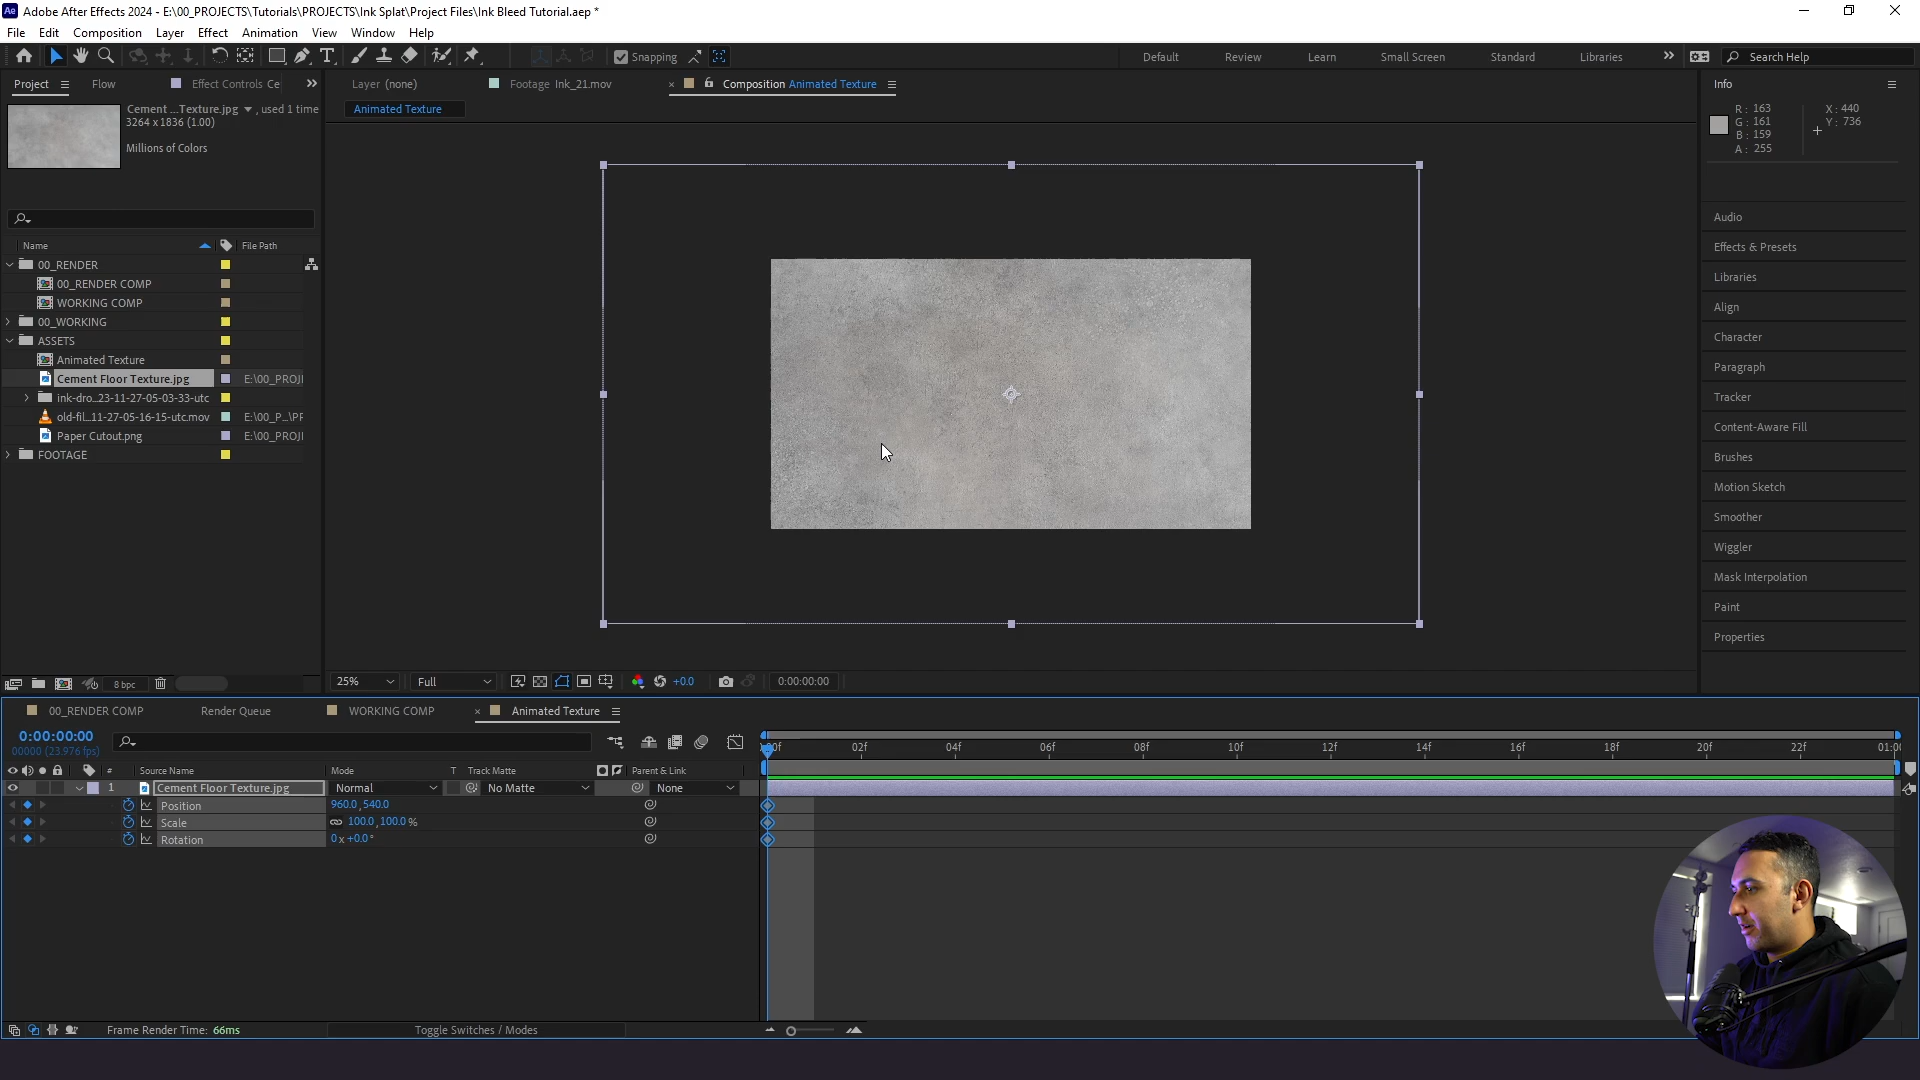 Ae Adobe After Effects 2024 - E:\00_PROJECTS\Tutorials\PROJECTS\Ink Splat\Project Files\Ink Bleed Tutorial.aep *
File Edit Composition Layer Effect Animation View Window Help
Snapping Default Review Learn Small Screen Standard Libraries Search Help
Project Flow Effect Controls Ce Layer (none) Footage Ink_21.mov Composition Animated Texture Info
Animated Texture
Cement ...Texture.jpg , used 1 time
3264 x 1836 (1.00)
Millions of Colors
R: 163
G: 161
B: 159
A: 255
X: 440
Y: 736
Name File Path
00_RENDER
00_RENDER COMP
WORKING COMP
00_WORKING
ASSETS
Animated Texture
Cement Floor Texture.jpg E:\00_PROJ
ink-dro...23-11-27-05-03-33-utc
old-fil...11-27-05-16-15-utc.mov E:\00_P...\PR
Paper Cutout.png E:\00_PROJ
FOOTAGE
Audio
Effects & Presets
Libraries
Align
Character
Paragraph
Tracker
Content-Aware Fill
Brushes
Motion Sketch
Smoother
Wiggler
Mask Interpolation
Paint
Properties
8 bpc 25% Full +0.0 0:00:00:00
00_RENDER COMP Render Queue WORKING COMP Animated Texture
0:00:00:00
00000 (23.976 fps)
:00f 02f 04f 06f 08f 10f 12f 14f 16f 18f 20f 22f 01:00
# Source Name Mode T Track Matte Parent & Link
1 Cement Floor Texture.jpg Normal No Matte None
Position 960.0,540.0
Scale 100.0,100.0 %
Rotation 0 x +0.0 °
Frame Render Time: 66ms Toggle Switches / Modes